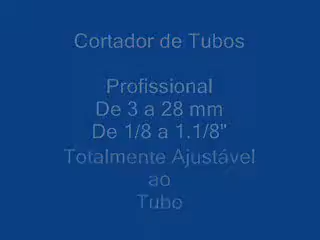 Cortador de Tubos
Profissional
De 3 a 28 mm
De 1/8 a 1.1/8"
Totalmente Ajustável
ao
Tubo